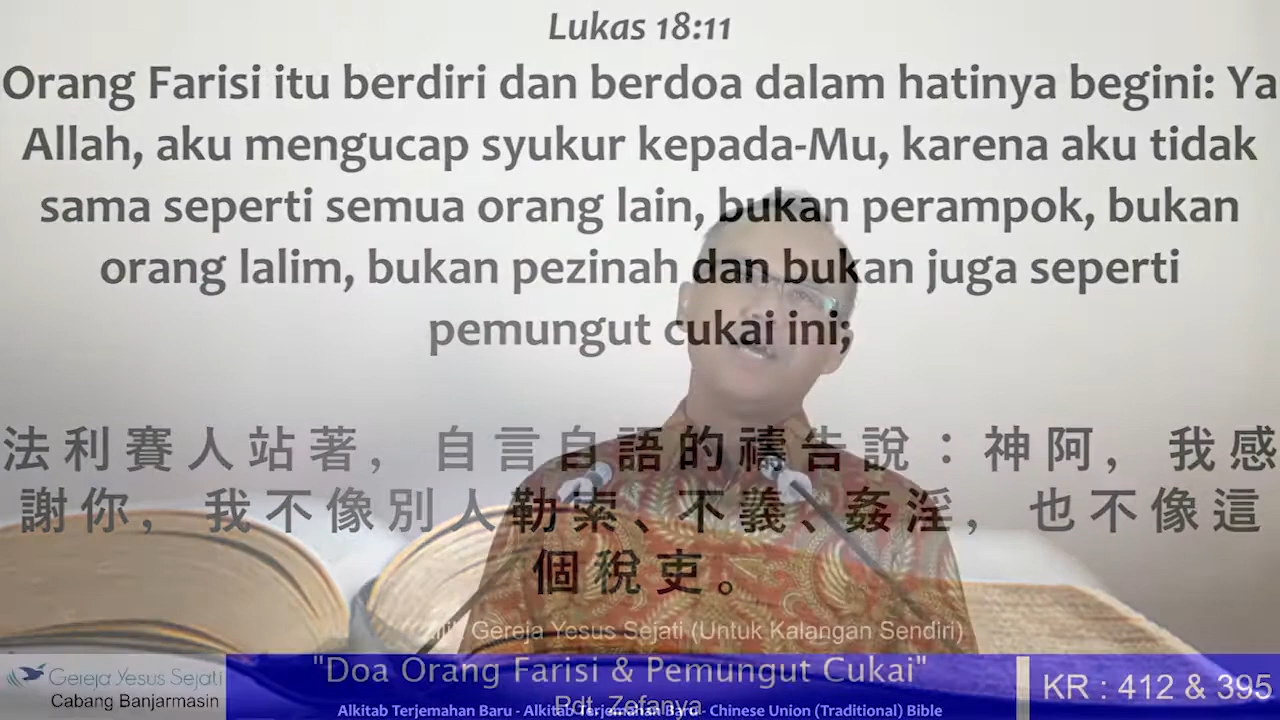 Lukas 18:11
Orang Farisi itu berdiri dan berdoa dalam hatinya begini: Ya
Allah, aku mengucap syukur kepada-Mu, karena aku tidak
sama seperti semua orang lain, bukan perampok, bukan
orang lalim, bukan pezinah dan bukan juga seperti
pemungut cukai ini;
法利賽人站著，自言自語的禱告說：神阿，我感
謝你，我不像別人勒索、不義、姦淫，也不像這
個稅吏。
Gereja Yesus Sejati (Untuk Kalangan Sendiri)
"Doa Orang Farisi & Pemungut Cukai"
Pdt. Zefanya
Alkitab Terjemahan Baru - Alkitab Terjemahan Baru - Chinese Union (Traditional) Bible
Gereja Yesus Sejati
Cabang Banjarmasin
KR : 412 & 395